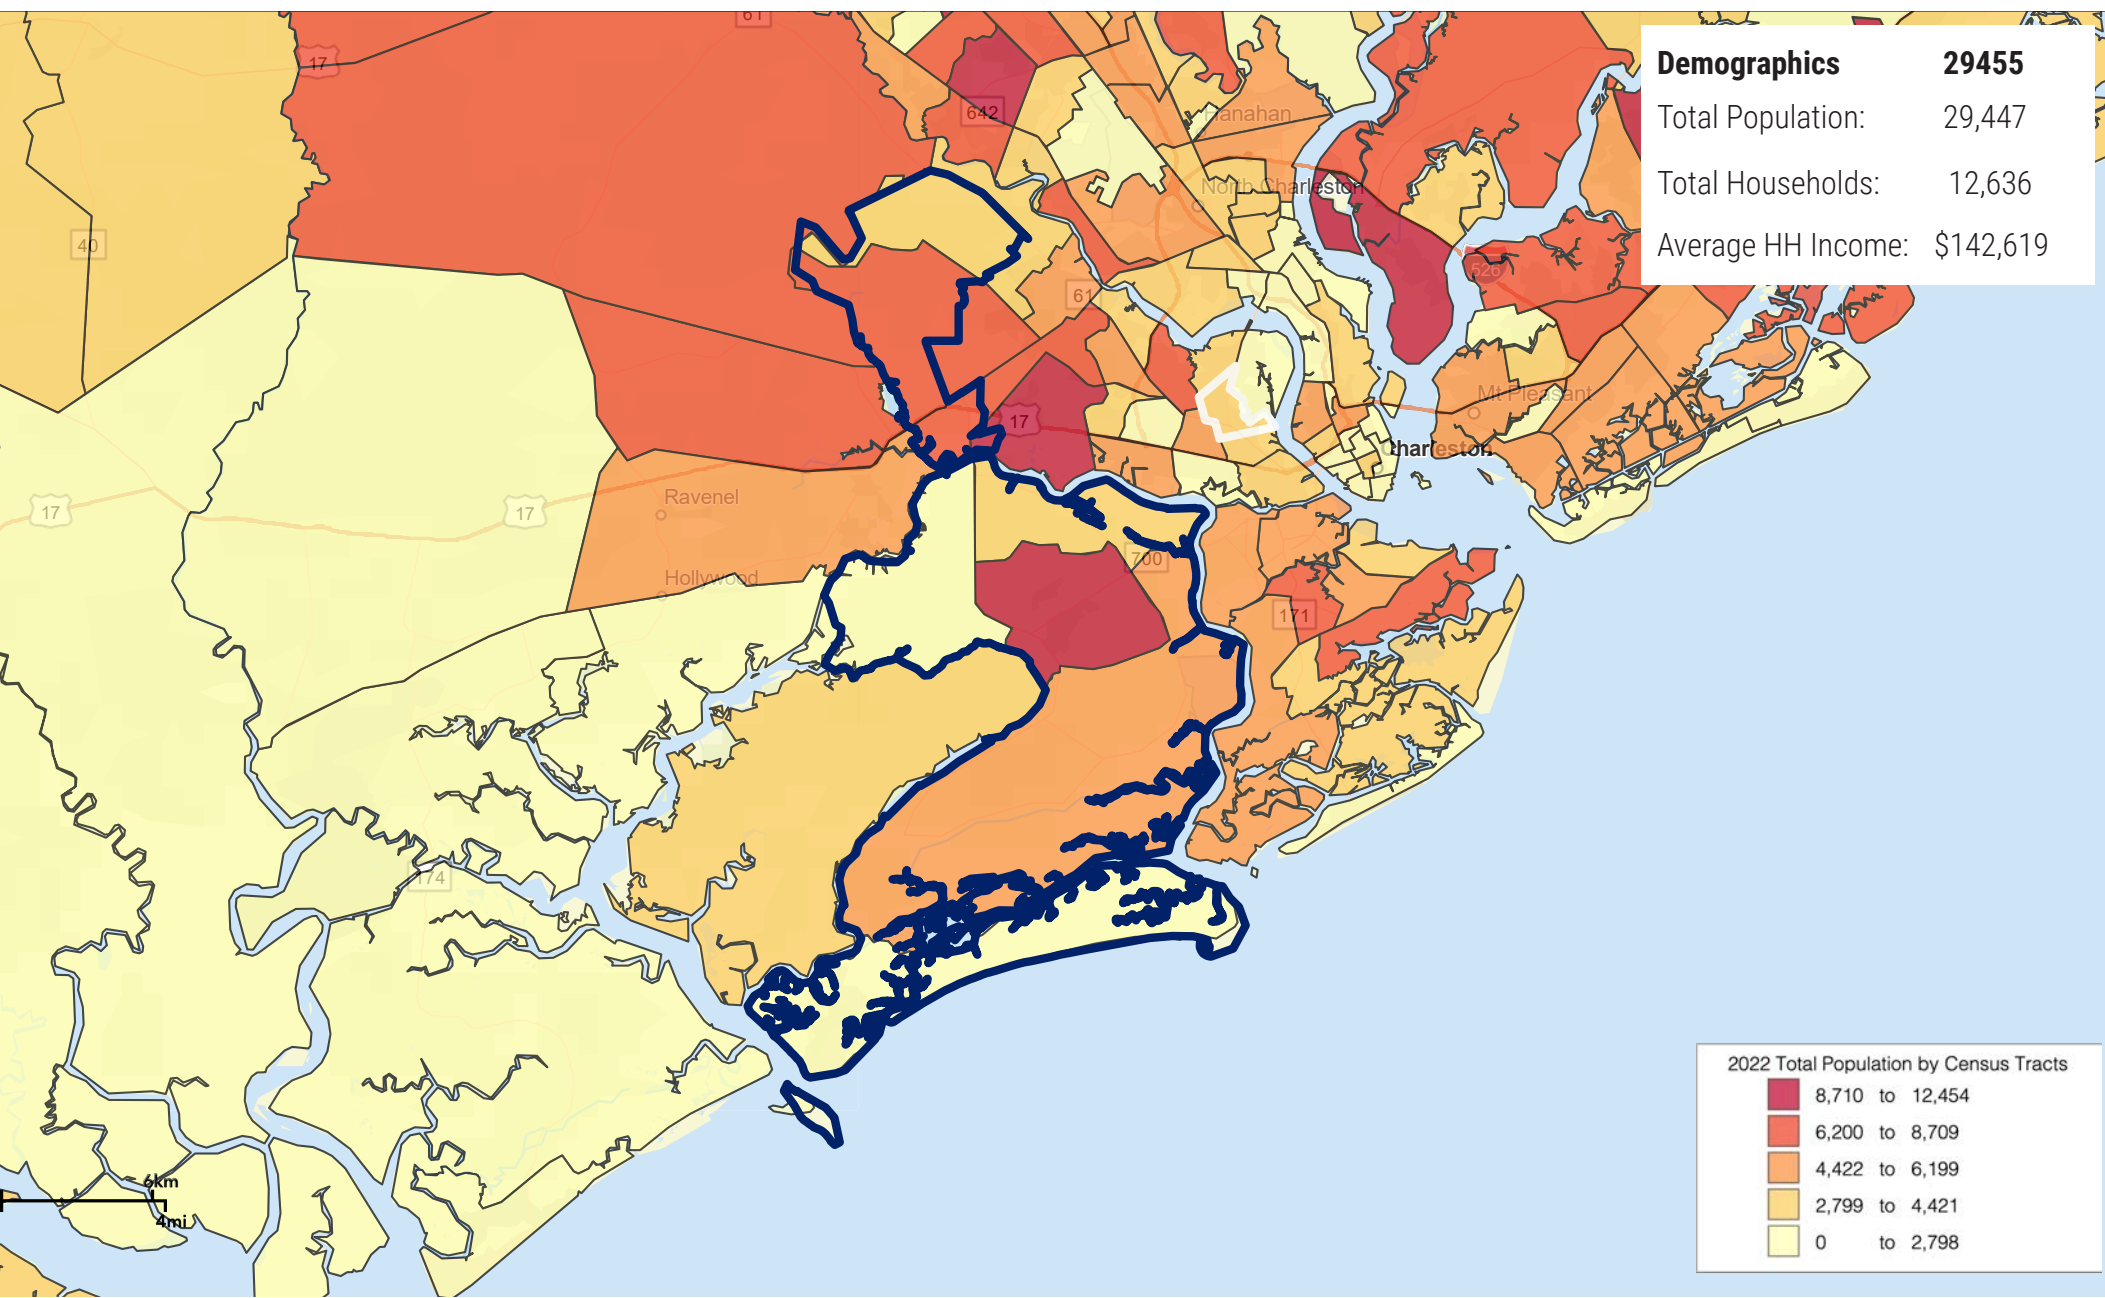 61
17
642
Hanahan
North Charleston
40
526
61
17
Mt Pleasant
Charleston
Ravenel
17
17
700
Hollywood
171
174
6km
4mi
Demographics 29455
Total Population: 29,447
Total Households: 12,636
Average HH Income: $142,619
2022 Total Population by Census Tracts
8,710 to 12,454
6,200 to 8,709
4,422 to 6,199
2,799 to 4,421
0 to 2,798